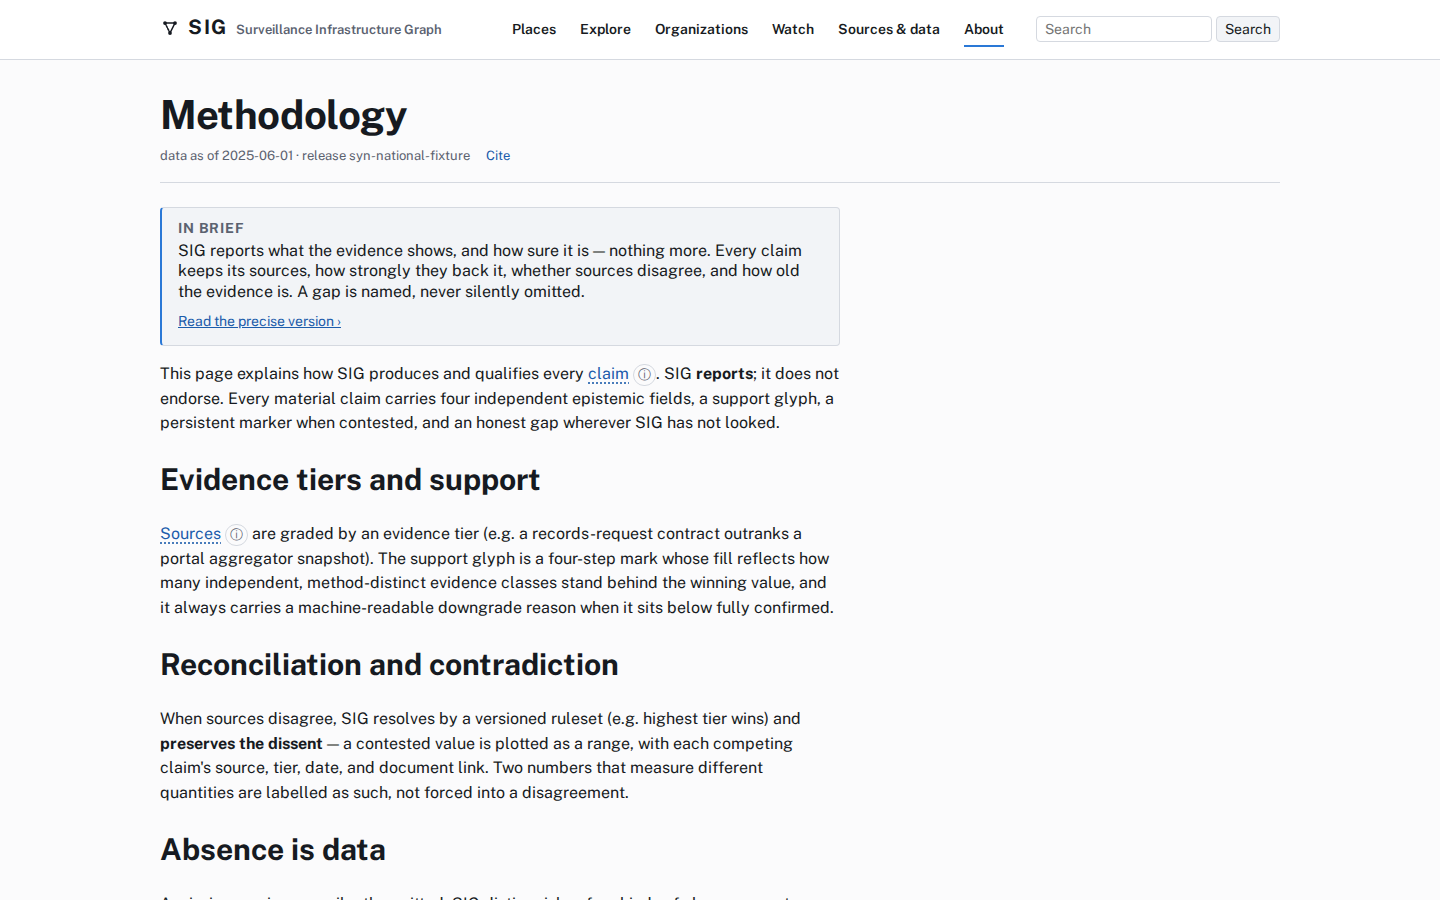 SIG Surveillance Infrastructure Graph Places Explore Organizations Watch Sources & data About Search Search
Methodology
data as of 2025-06-01 · release syn-national-fixture Cite
IN BRIEF
SIG reports what the evidence shows, and how sure it is — nothing more. Every claim
keeps its sources, how strongly they back it, whether sources disagree, and how old
the evidence is. A gap is named, never silently omitted.
Read the precise version ›
This page explains how SIG produces and qualifies every claim ⓘ. SIG reports; it does not
endorse. Every material claim carries four independent epistemic fields, a support glyph, a
persistent marker when contested, and an honest gap wherever SIG has not looked.
Evidence tiers and support
Sources ⓘ are graded by an evidence tier (e.g. a records-request contract outranks a
portal aggregator snapshot). The support glyph is a four-step mark whose fill reflects how
many independent, method-distinct evidence classes stand behind the winning value, and
it always carries a machine-readable downgrade reason when it sits below fully confirmed.
Reconciliation and contradiction
When sources disagree, SIG resolves by a versioned ruleset (e.g. highest tier wins) and
preserves the dissent — a contested value is plotted as a range, with each competing
claim's source, tier, date, and document link. Two numbers that measure different
quantities are labelled as such, not forced into a disagreement.
Absence is data